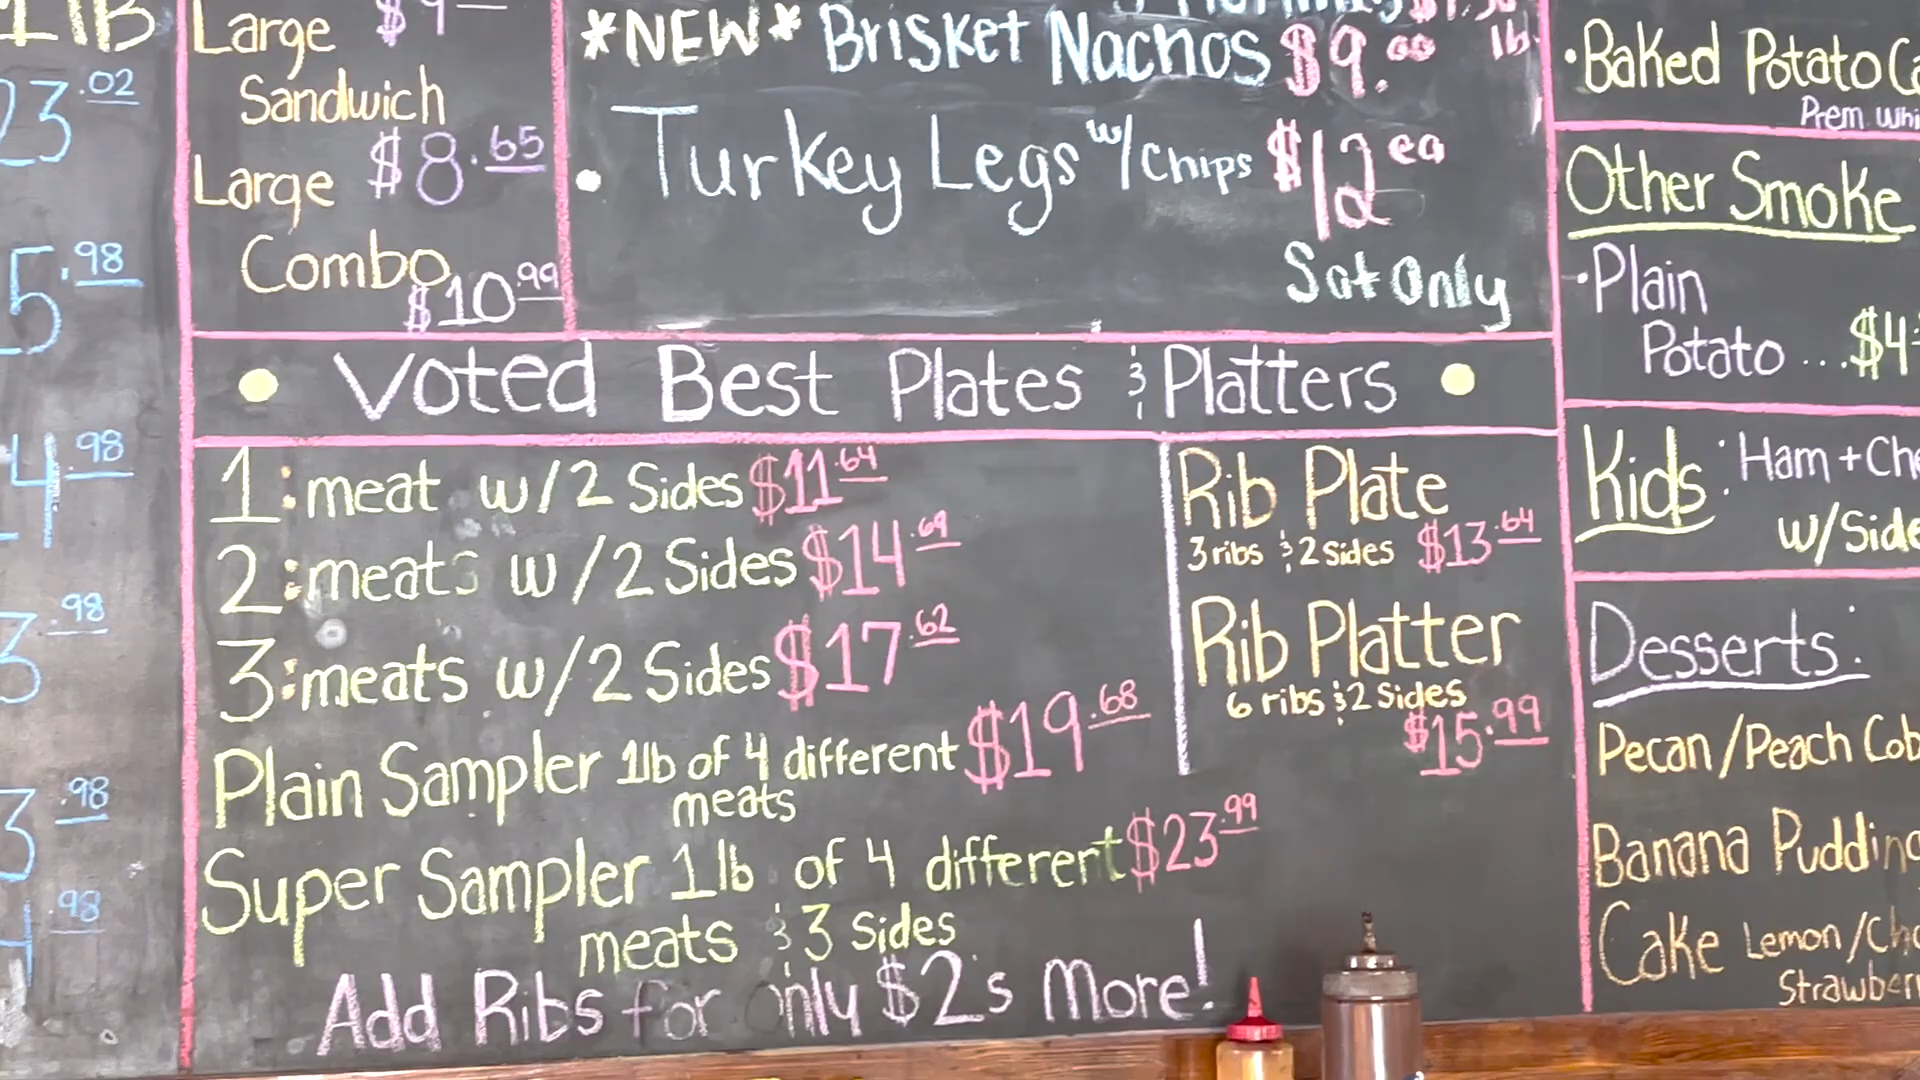 1 lB
23.02
5.98
4.98
3.98
3.98
.98
Large
Sandwich
$8.65
Large
Combo
$10.99
*NEW* Brisket Nachos $9.00 lb
• Turkey Legs w/chips $12 ea
Sat Only
• Voted Best Plates & Platters •
1: meat w/2 Sides $11.64
2: meats w/2 Sides $14.69
3: meats w/2 Sides $17.62
Plain Sampler 1lb of 4 different $19.68
meats
Super Sampler 1 lb of 4 different $23.99
meats & 3 Sides
Add Ribs for only $2's More!
Rib Plate
3 ribs & 2 Sides $13.64
Rib Platter
6 ribs & 2 Sides
$15.99
• Baked Potato
Prem.
Other Smoke
• Plain
Potato ... $4
Kids: Ham +
w/Side
Desserts:
Pecan/Peach Cob
Banana Pudding
Cake Lemon/
Strawber